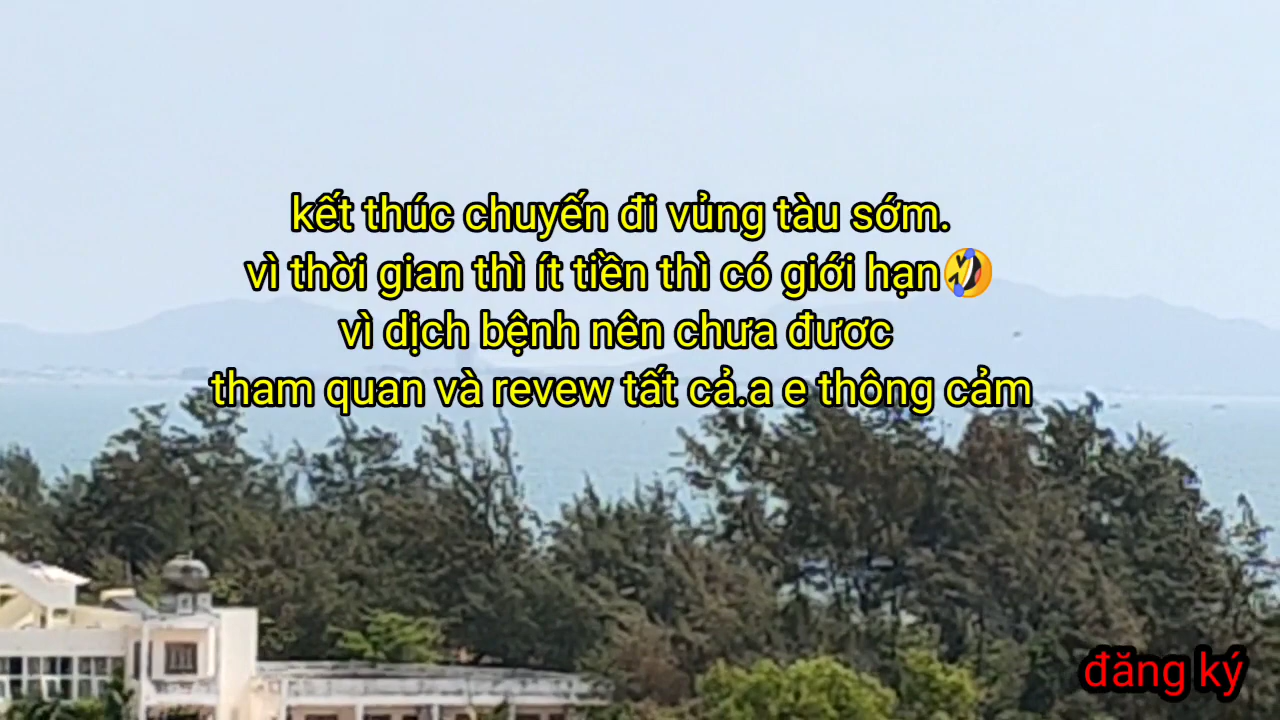 kết thúc chuyến đi vủng tàu sớm.
vì thời gian thì ít tiền thì có giới hạn🤣
vì dịch bệnh nên chưa đươc
tham quan và revew tất cả.a e thông cảm
đăng ký